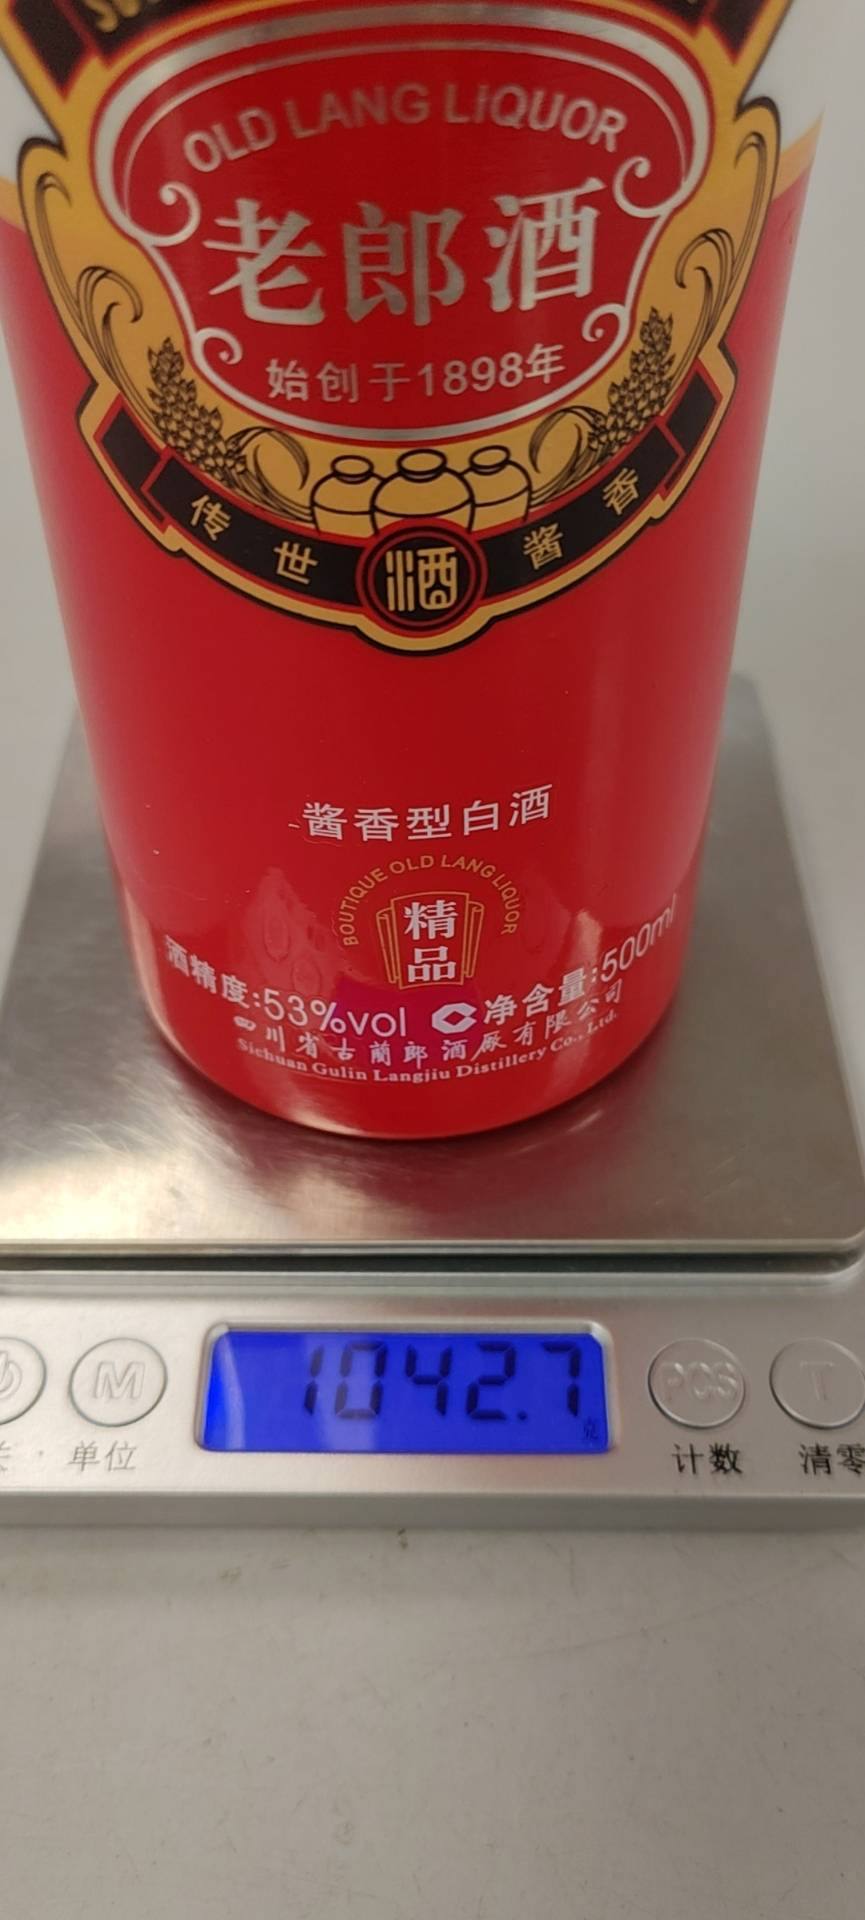 OLD LANG LIQUOR
老郎酒
始创于1898年
传世 酒 酱香
酱香型白酒
BOUTIQUE OLD LANG LIQUOR
精
品
酒精度:53%vol 净含量:500ml
四川省古蔺郎酒廠有限公司
Sichuan Gulin Langjiu Distillery Co., Ltd.
1042.7
克
M PCS T
单位 计数 清零